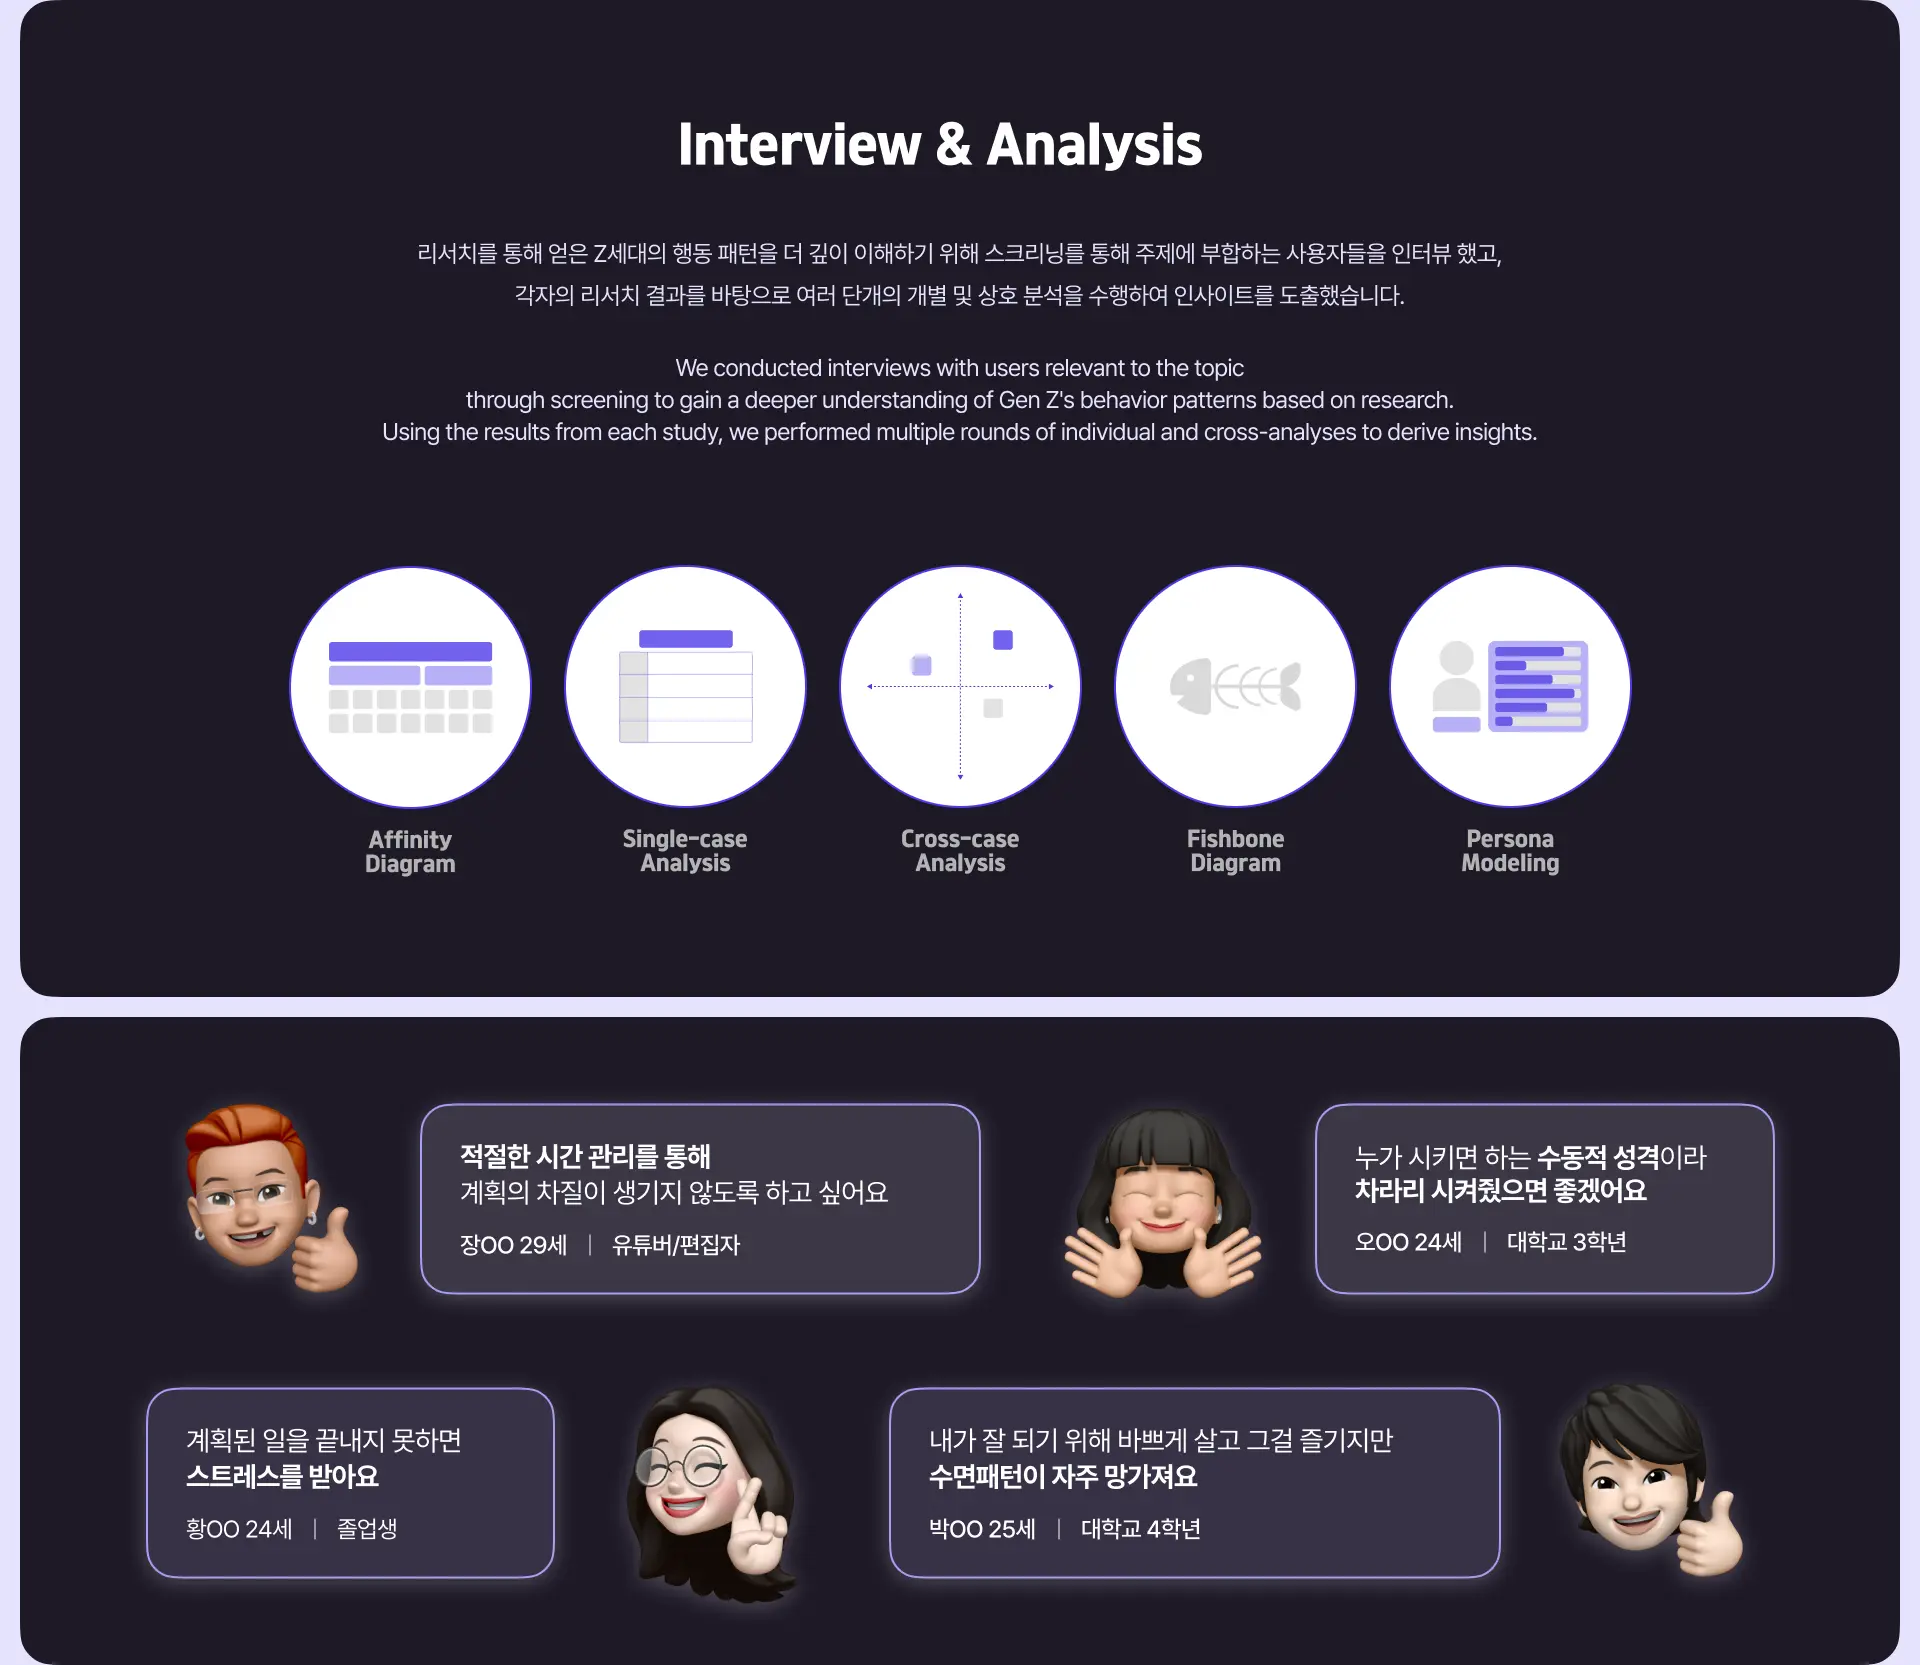 Interview & Analysis
리서치를 통해 얻은 Z세대의 행동 패턴을 더 깊이 이해하기 위해 스크리닝를 통해 주제에 부합하는 사용자들을 인터뷰 했고,
각자의 리서치 결과를 바탕으로 여러 단개의 개별 및 상호 분석을 수행하여 인사이트를 도출했습니다.
We conducted interviews with users relevant to the topic
through screening to gain a deeper understanding of Gen Z's behavior patterns based on research.
Using the results from each study, we performed multiple rounds of individual and cross-analyses to derive insights.
Affinity
Diagram
Single-case
Analysis
Cross-case
Analysis
Fishbone
Diagram
Persona
Modeling
적절한 시간 관리를 통해
계획의 차질이 생기지 않도록 하고 싶어요
장OO 29세 | 유튜버/편집자
누가 시키면 하는 수동적 성격이라
차라리 시켜줬으면 좋겠어요
오OO 24세 | 대학교 3학년
계획된 일을 끝내지 못하면
스트레스를 받아요
황OO 24세 | 졸업생
내가 잘 되기 위해 바쁘게 살고 그걸 즐기지만
수면패턴이 자주 망가져요
박OO 25세 | 대학교 4학년